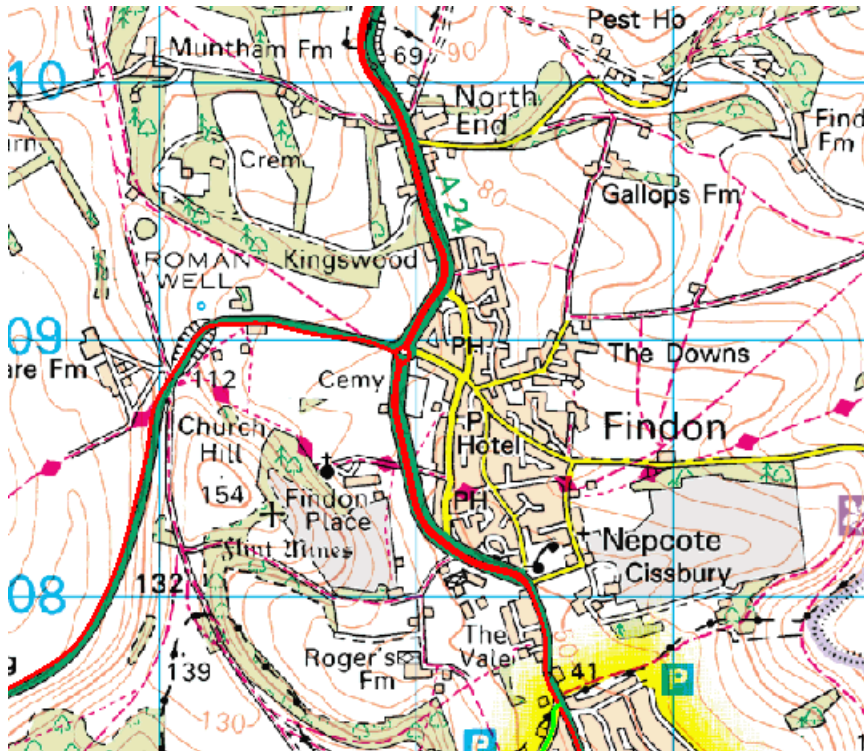 Pest Ho
Muntham Fm
69
90
10
North
End
Find
Fm
Crem
A 24
80
Gallops Fm
ROMAN
WELL
Kingswood
09
PH
The Downs
are Fm
112
Cemy
Church
Hill
P
Hotel
Findon
154
Findon
Place
PH
Flint Mines
Nepcote
Cissbury
08
132
50
The
Vale
Roger's
Fm
139
41
P
130
P
g